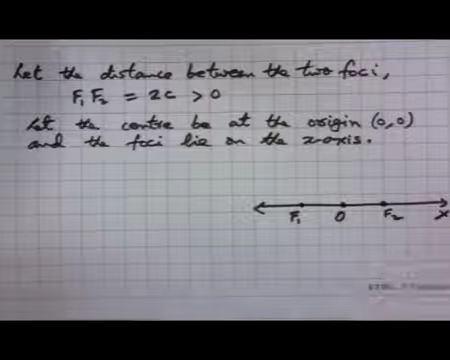 Let the distance between the two foci,
F₁F₂ = 2c > 0
Let the centre be at the origin (0,0)
and the foci lie on the x-axis.
F₁ O F₂ X